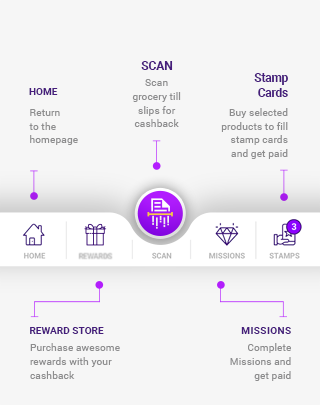 SCAN
Scan
grocery till
slips for
cashback
Stamp
Cards
Buy selected
products to fill
stamp cards
and get paid
HOME
Return
to the
homepage
3
HOME
REWARDS
SCAN
MISSIONS
STAMPS
REWARD STORE
Purchase awesome
rewards with your
cashback
MISSIONS
Complete
Missions and
get paid